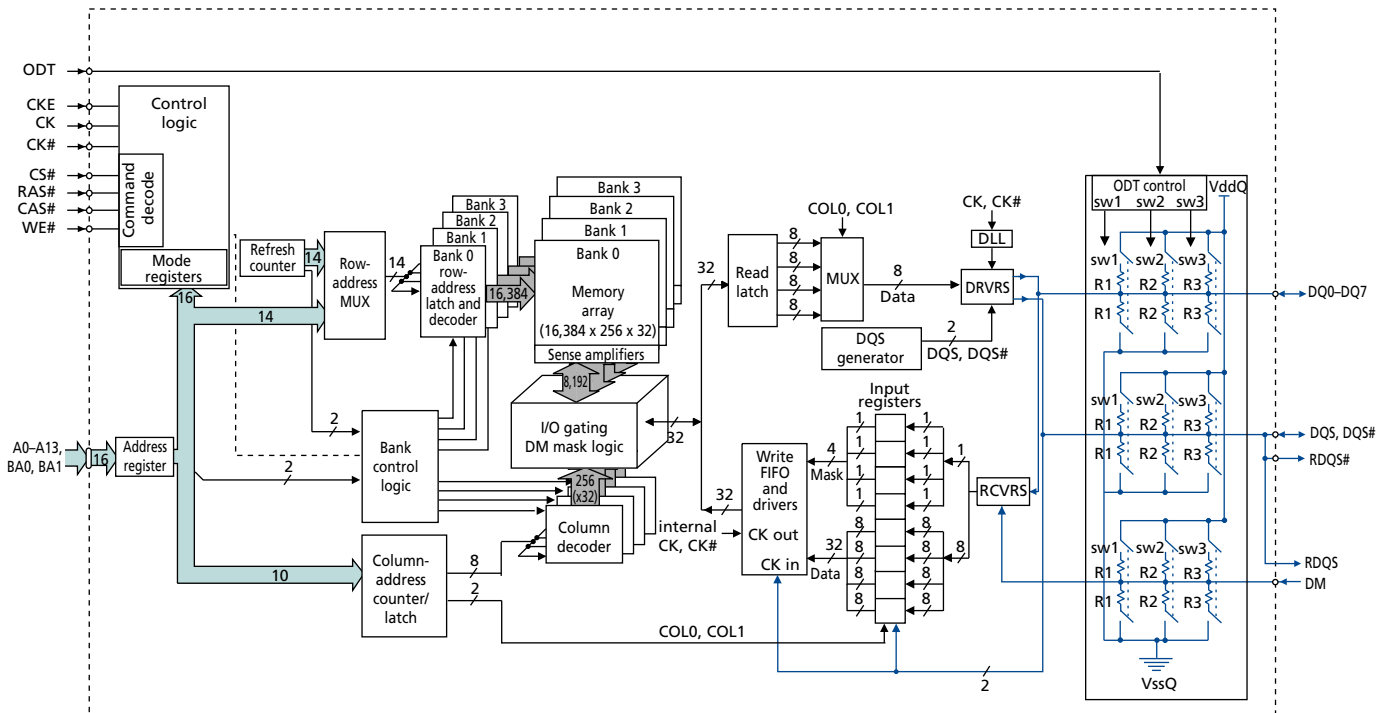 ODT
CKE
CK
CK#
CS#
RAS#
CAS#
WE#
Control
logic
Command
decode
Mode
registers
16
Refresh
counter
14
14
Row-
address
MUX
14
Bank 3
Bank 2
Bank 1
Bank 0
row-
address
latch and
decoder
16,384
Bank 3
Bank 2
Bank 1
Bank 0
Memory
array
(16,384 x 256 x 32)
Sense amplifiers
8,192
I/O gating
DM mask logic
32
256
(x32)
Column
decoder
2
2
Bank
control
logic
A0–A13,
BA0, BA1
16
Address
register
10
Column-
address
counter/
latch
8
2
COL0, COL1
32
Read
latch
8
8
8
8
COL0, COL1
MUX
8
Data
CK, CK#
DLL
DRVRS
DQS
generator
2
DQS, DQS#
Input
registers
32
internal
CK, CK#
Write
FIFO
and
drivers
CK out
CK in
4
Mask
32
Data
1
1
1
1
8
8
8
8
1
1
1
1
8
8
8
8
1
8
RCVRS
2
ODT control
VddQ
sw1
sw2
sw3
sw1
sw2
sw3
R1
R2
R3
R1
R2
R3
sw1
sw2
sw3
R1
R2
R3
R1
R2
R3
sw1
sw2
sw3
R1
R2
R3
R1
R2
R3
VssQ
DQ0–DQ7
DQS, DQS#
RDQS#
RDQS
DM